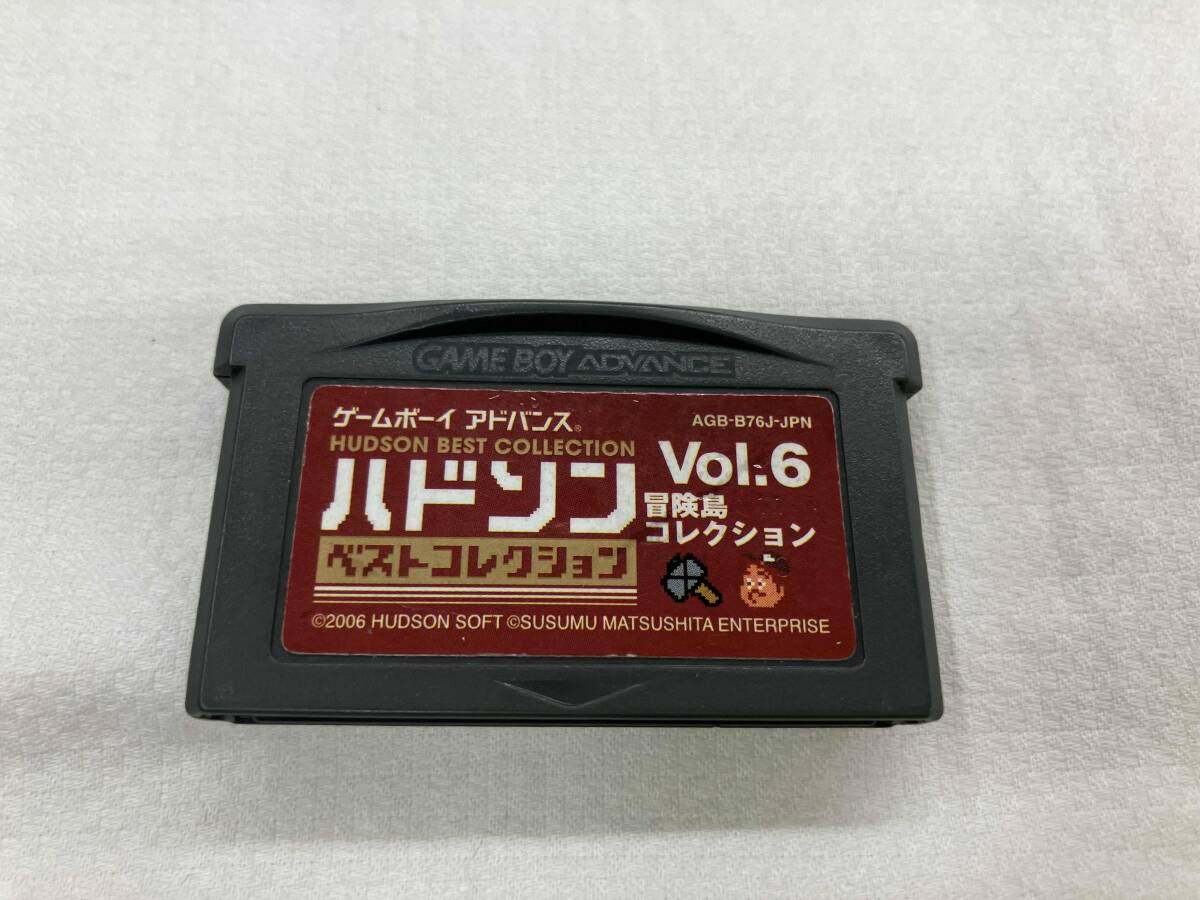 GAME BOY ADVANCE
ゲームボーイ アドバンス®
AGB-B76J-JPN
HUDSON BEST COLLECTION
ハドソン
ベストコレクション
Vol.6
冒険島
コレクション
©2006 HUDSON SOFT ©SUSUMU MATSUSHITA ENTERPRISE